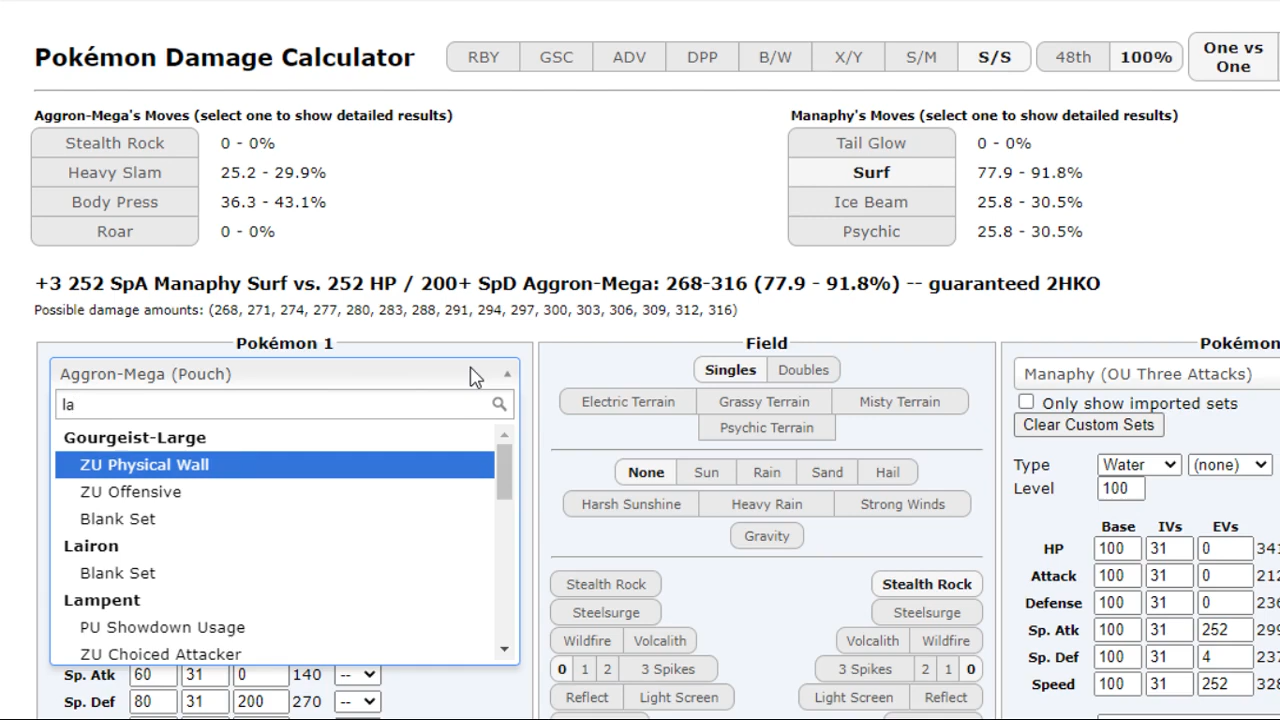 Pokémon Damage Calculator
RBY GSC ADV DPP B/W X/Y S/M S/S
48th 100%
One vs
One
Aggron-Mega's Moves (select one to show detailed results)
Stealth Rock 0 - 0%
Heavy Slam 25.2 - 29.9%
Body Press 36.3 - 43.1%
Roar 0 - 0%
Manaphy's Moves (select one to show detailed results)
Tail Glow 0 - 0%
Surf 77.9 - 91.8%
Ice Beam 25.8 - 30.5%
Psychic 25.8 - 30.5%
+3 252 SpA Manaphy Surf vs. 252 HP / 200+ SpD Aggron-Mega: 268-316 (77.9 - 91.8%) -- guaranteed 2HKO
Possible damage amounts: (268, 271, 274, 277, 280, 283, 288, 291, 294, 297, 300, 303, 306, 309, 312, 316)
Pokémon 1
Aggron-Mega (Pouch)
la
Gourgeist-Large
ZU Physical Wall
ZU Offensive
Blank Set
Lairon
Blank Set
Lampent
PU Showdown Usage
ZU Choiced Attacker
Sp. Atk 60 31 0 140 --
Sp. Def 80 31 200 270 --
Field
Singles Doubles
Electric Terrain Grassy Terrain Misty Terrain
Psychic Terrain
None Sun Rain Sand Hail
Harsh Sunshine Heavy Rain Strong Winds
Gravity
Stealth Rock Stealth Rock
Steelsurge Steelsurge
Wildfire Volcalith Volcalith Wildfire
0 1 2 3 Spikes 3 Spikes 2 1 0
Reflect Light Screen Light Screen Reflect
Pokémon
Manaphy (OU Three Attacks)
Only show imported sets
Clear Custom Sets
Type Water (none)
Level 100
Base IVs EVs
HP 100 31 0 341
Attack 100 31 0 212
Defense 100 31 0 236
Sp. Atk 100 31 252 299
Sp. Def 100 31 4 237
Speed 100 31 252 328